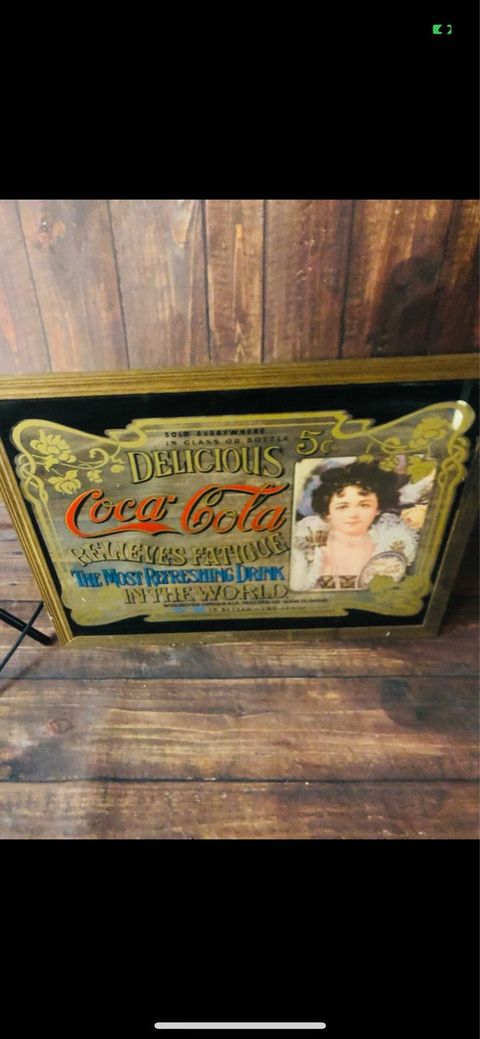 SOLD EVERYWHERE
IN GLASS OR BOTTLE 5¢
DELICIOUS
Coca-Cola
RELIEVES FATIGUE
THE MOST REFRESHING DRINK
IN THE WORLD